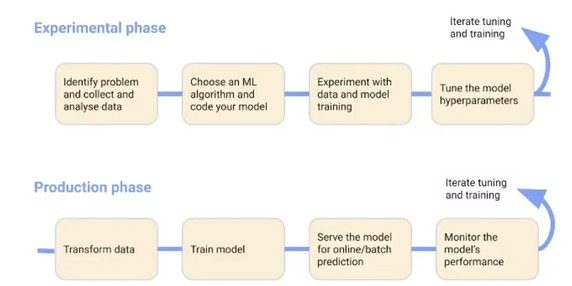 Experimental phase
Iterate tuning
and training
Identify problem
and collect and
analyse data
Choose an ML
algorithm and
code your model
Experiment with
data and model
training
Tune the model
hyperparameters
Production phase
Iterate tuning
and training
Transform data
Train model
Serve the model
for online/batch
prediction
Monitor the
model's
performance